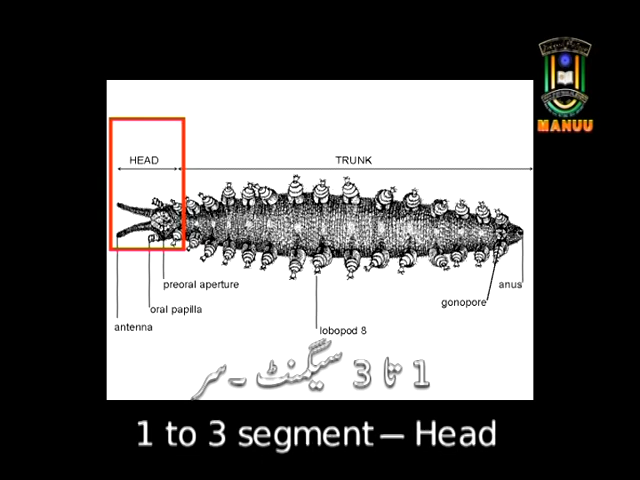 MANUU
HEAD
TRUNK
preoral aperture
anus
gonopore
oral papilla
antenna
lobopod 8
1 تا 3 سیگمنٹ ۔ سر
1 to 3 segment – Head